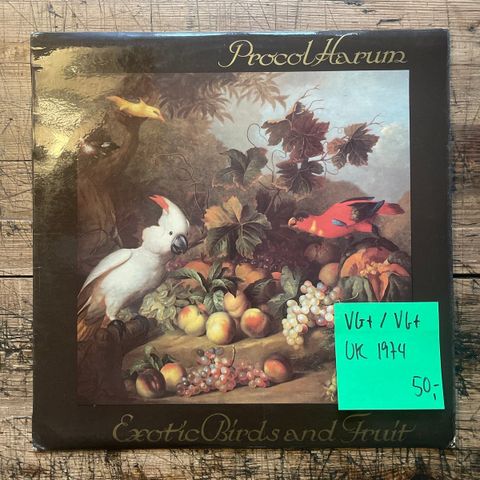 Procol Harum
VG+ / VG+
UK 1974
50,-
Exotic Birds and Fruit